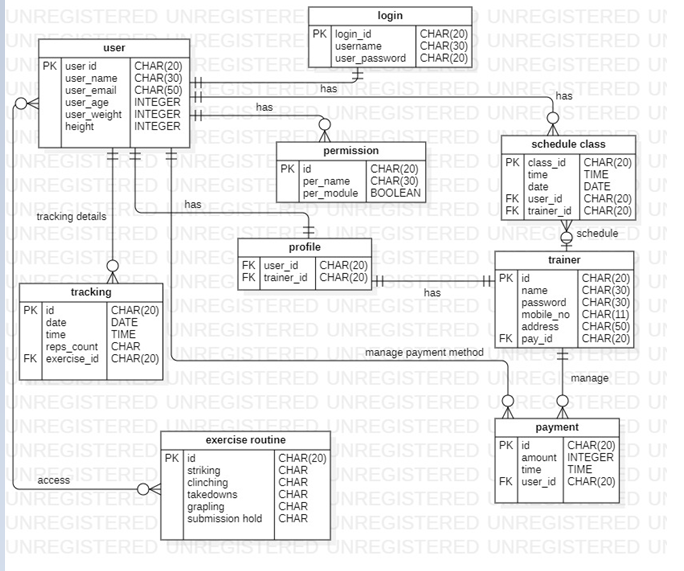 login
PK login_id CHAR(20)
username CHAR(30)
user_password CHAR(20)
user
PK user id CHAR(20)
user_name CHAR(30)
user_email CHAR(50)
user_age INTEGER
user_weight INTEGER
height INTEGER
has
has
has
permission
PK id CHAR(20)
per_name CHAR(30)
per_module BOOLEAN
schedule class
PK class_id CHAR(20)
time TIME
date DATE
FK user_id CHAR(20)
FK trainer_id CHAR(20)
tracking details
has
schedule
profile
FK user_id CHAR(20)
FK trainer_id CHAR(20)
has
trainer
PK id CHAR(20)
name CHAR(30)
password CHAR(30)
mobile_no CHAR(11)
address CHAR(50)
FK pay_id CHAR(20)
tracking
PK id CHAR(20)
date DATE
time TIME
reps_count CHAR
FK exercise_id CHAR(20)
manage payment method
manage
payment
PK id CHAR(20)
amount INTEGER
time TIME
FK user_id CHAR(20)
exercise routine
PK id CHAR(20)
striking CHAR
clinching CHAR
takedowns CHAR
grapling CHAR
submission hold CHAR
access
UNREGISTERED